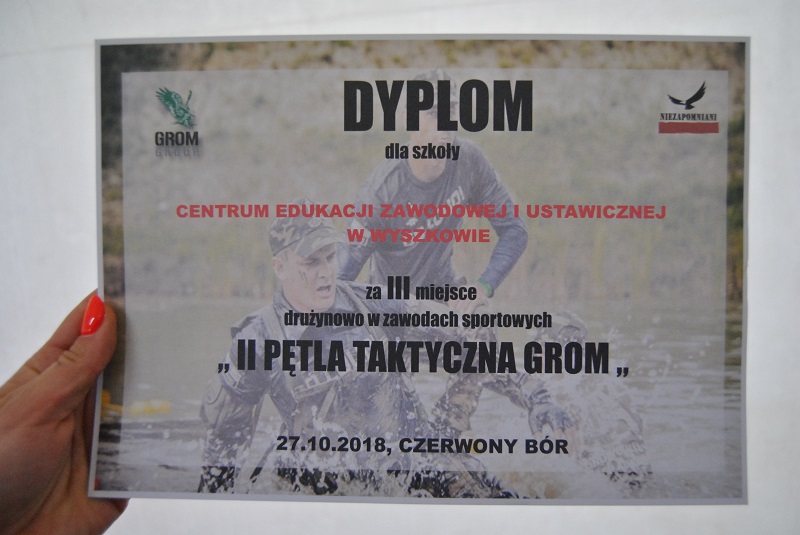 GROM
NIEZAPOMNIANI
DYPLOM
dla szkoły
CENTRUM EDUKACJI ZAWODOWEJ I USTAWICZNEJ
W WYSZKOWIE
za III miejsce
drużynowo w zawodach sportowych
„ II PĘTLA TAKTYCZNA GROM „
27.10.2018, CZERWONY BÓR